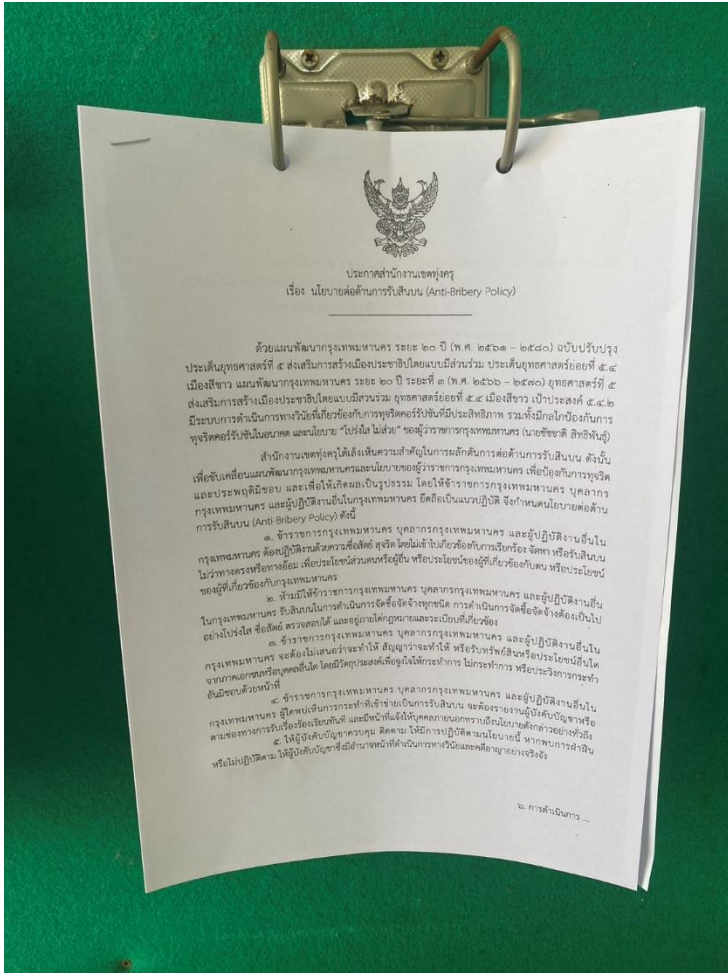 ประกาศสำนักงานเขตทุ่งครุ
เรื่อง นโยบายต่อต้านการรับสินบน (Anti-Bribery Policy)
ด้วยแผนพัฒนากรุงเทพมหานคร ระยะ ๒๐ ปี (พ.ศ. ๒๕๖๑ – ๒๕๘๐) ฉบับปรับปรุง
ประเด็นยุทธศาสตร์ที่ ๕ ส่งเสริมการสร้างเมืองประชาธิปไตยแบบมีส่วนร่วม ประเด็นยุทธศาสตร์ย่อยที่ ๕.๔
เมืองสีขาว แผนพัฒนากรุงเทพมหานคร ระยะ ๒๐ ปี ระยะที่ ๓ (พ.ศ. ๒๕๖๖ – ๒๕๗๐) ยุทธศาสตร์ที่ ๕
ส่งเสริมการสร้างเมืองประชาธิปไตยแบบมีส่วนร่วม ยุทธศาสตร์ย่อยที่ ๕.๔ เมืองสีขาว เป้าประสงค์ ๕.๔.๒
มีระบบการดำเนินการทางวินัยที่เกี่ยวข้องกับการทุจริตคอร์รัปชันที่มีประสิทธิภาพ รวมทั้งมีกลไกป้องกันการ
ทุจริตคอร์รัปชันในอนาคต และนโยบาย “โปร่งใส ไม่ส่วย” ของผู้ว่าราชการกรุงเทพมหานคร (นายชัชชาติ สิทธิพันธุ์)
สำนักงานเขตทุ่งครุได้เล็งเห็นความสำคัญในการผลักดันการต่อต้านการรับสินบน ดังนั้น
เพื่อขับเคลื่อนแผนพัฒนากรุงเทพมหานครและนโยบายของผู้ว่าราชการกรุงเทพมหานคร เพื่อป้องกันการทุจริต
และประพฤติมิชอบ และเพื่อให้เกิดผลเป็นรูปธรรม โดยให้ข้าราชการกรุงเทพมหานคร บุคลากร
กรุงเทพมหานคร และผู้ปฏิบัติงานอื่นในกรุงเทพมหานคร ยึดถือเป็นแนวปฏิบัติ จึงกำหนดนโยบายต่อต้าน
การรับสินบน (Anti-Bribery Policy) ดังนี้
๑. ข้าราชการกรุงเทพมหานคร บุคลากรกรุงเทพมหานคร และผู้ปฏิบัติงานอื่นใน
กรุงเทพมหานคร ต้องปฏิบัติงานด้วยความซื่อสัตย์ สุจริต โดยไม่เข้าไปเกี่ยวข้องกับการเรียกร้อง จัดหา หรือรับสินบน
ไม่ว่าทางตรงหรือทางอ้อม เพื่อประโยชน์ส่วนตนหรือผู้อื่น หรือประโยชน์ของผู้ที่เกี่ยวข้องกับตน หรือประโยชน์
ของผู้ที่เกี่ยวข้องกับกรุงเทพมหานคร
๒. ห้ามมิให้ข้าราชการกรุงเทพมหานคร บุคลากรกรุงเทพมหานคร และผู้ปฏิบัติงานอื่น
ในกรุงเทพมหานคร รับสินบนในการดำเนินการจัดซื้อจัดจ้างทุกชนิด การดำเนินการจัดซื้อจัดจ้างต้องเป็นไป
อย่างโปร่งใส ซื่อสัตย์ ตรวจสอบได้ และอยู่ภายใต้กฎหมายและระเบียบที่เกี่ยวข้อง
๓. ข้าราชการกรุงเทพมหานคร บุคลากรกรุงเทพมหานคร และผู้ปฏิบัติงานอื่นใน
กรุงเทพมหานคร จะต้องไม่เสนอว่าจะทำให้ สัญญาว่าจะทำให้ หรือรับทรัพย์สินหรือประโยชน์อื่นใด
จากภาคเอกชนหรือบุคคลอื่นใด โดยมีวัตถุประสงค์เพื่อจูงใจให้กระทำการ ไม่กระทำการ หรือประวิงการกระทำ
อันมิชอบด้วยหน้าที่
๔. ข้าราชการกรุงเทพมหานคร บุคลากรกรุงเทพมหานคร และผู้ปฏิบัติงานอื่นใน
กรุงเทพมหานคร ผู้ใดพบเห็นการกระทำที่เข้าข่ายเป็นการรับสินบน จะต้องรายงานผู้บังคับบัญชาหรือ
ตามช่องทางการรับเรื่องร้องเรียนทันที และมีหน้าที่แจ้งให้บุคคลภายนอกทราบถึงนโยบายดังกล่าวอย่างทั่วถึง
๕. ให้ผู้บังคับบัญชาควบคุม ติดตาม ให้มีการปฏิบัติตามนโยบายนี้ หากพบการฝ่าฝืน
หรือไม่ปฏิบัติตาม ให้ผู้บังคับบัญชาซึ่งมีอำนาจหน้าที่ดำเนินการทางวินัยและคดีอาญาอย่างจริงจัง
๖. การดำเนินการ ...